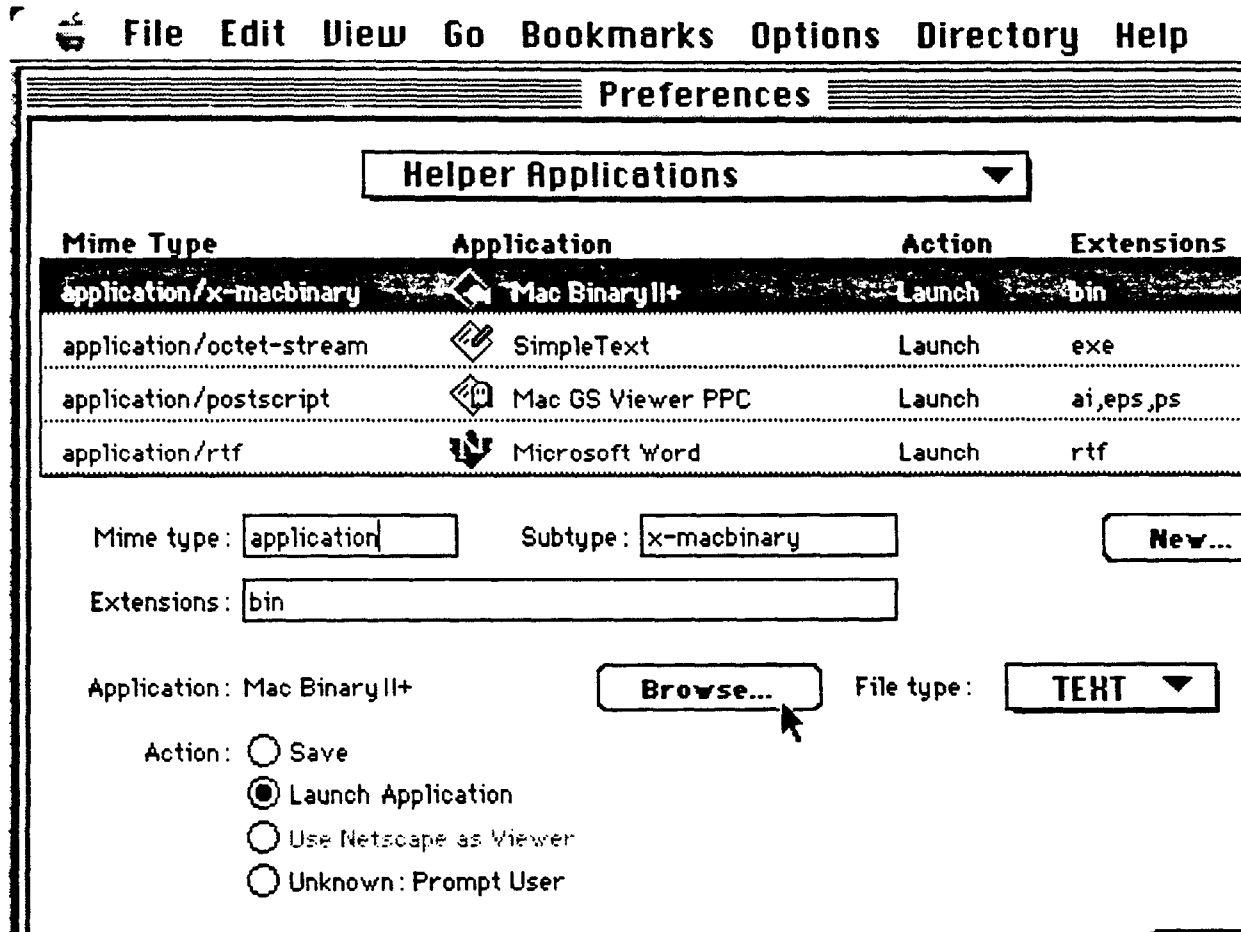 File Edit View Go Bookmarks Options Directory Help
Preferences
Helper Applications
Mime Type Application Action Extensions
application/x-macbinary Mac Binary II+ Launch bin
application/octet-stream SimpleText Launch exe
application/postscript Mac GS Viewer PPC Launch ai,eps,ps
application/rtf Microsoft Word Launch rtf
Mime type: application Subtype: x-macbinary New...
Extensions: bin
Application: Mac Binary II+ Browse... File type: TEXT
Action: Save
Launch Application
Use Netscape as Viewer
Unknown: Prompt User